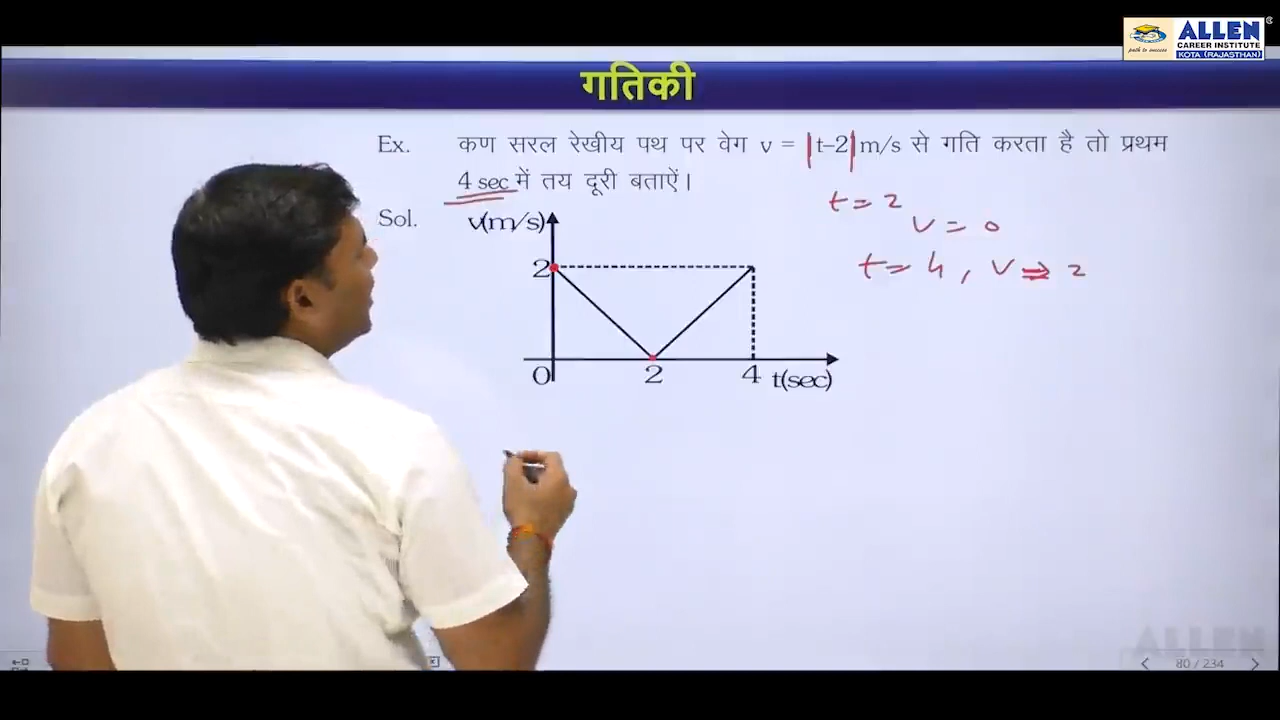 ALLEN
CAREER INSTITUTE
KOTA (RAJASTHAN)
path to success
गतिकी
Ex. कण सरल रेखीय पथ पर वेग v = |t–2| m/s से गति करता है तो प्रथम
4 sec में तय दूरी बताऐं।
t = 2
v = 0
Sol. v(m/s)
2
t = 4, v ⇒ 2
0 2 4 t(sec)
ALLEN
80 / 234